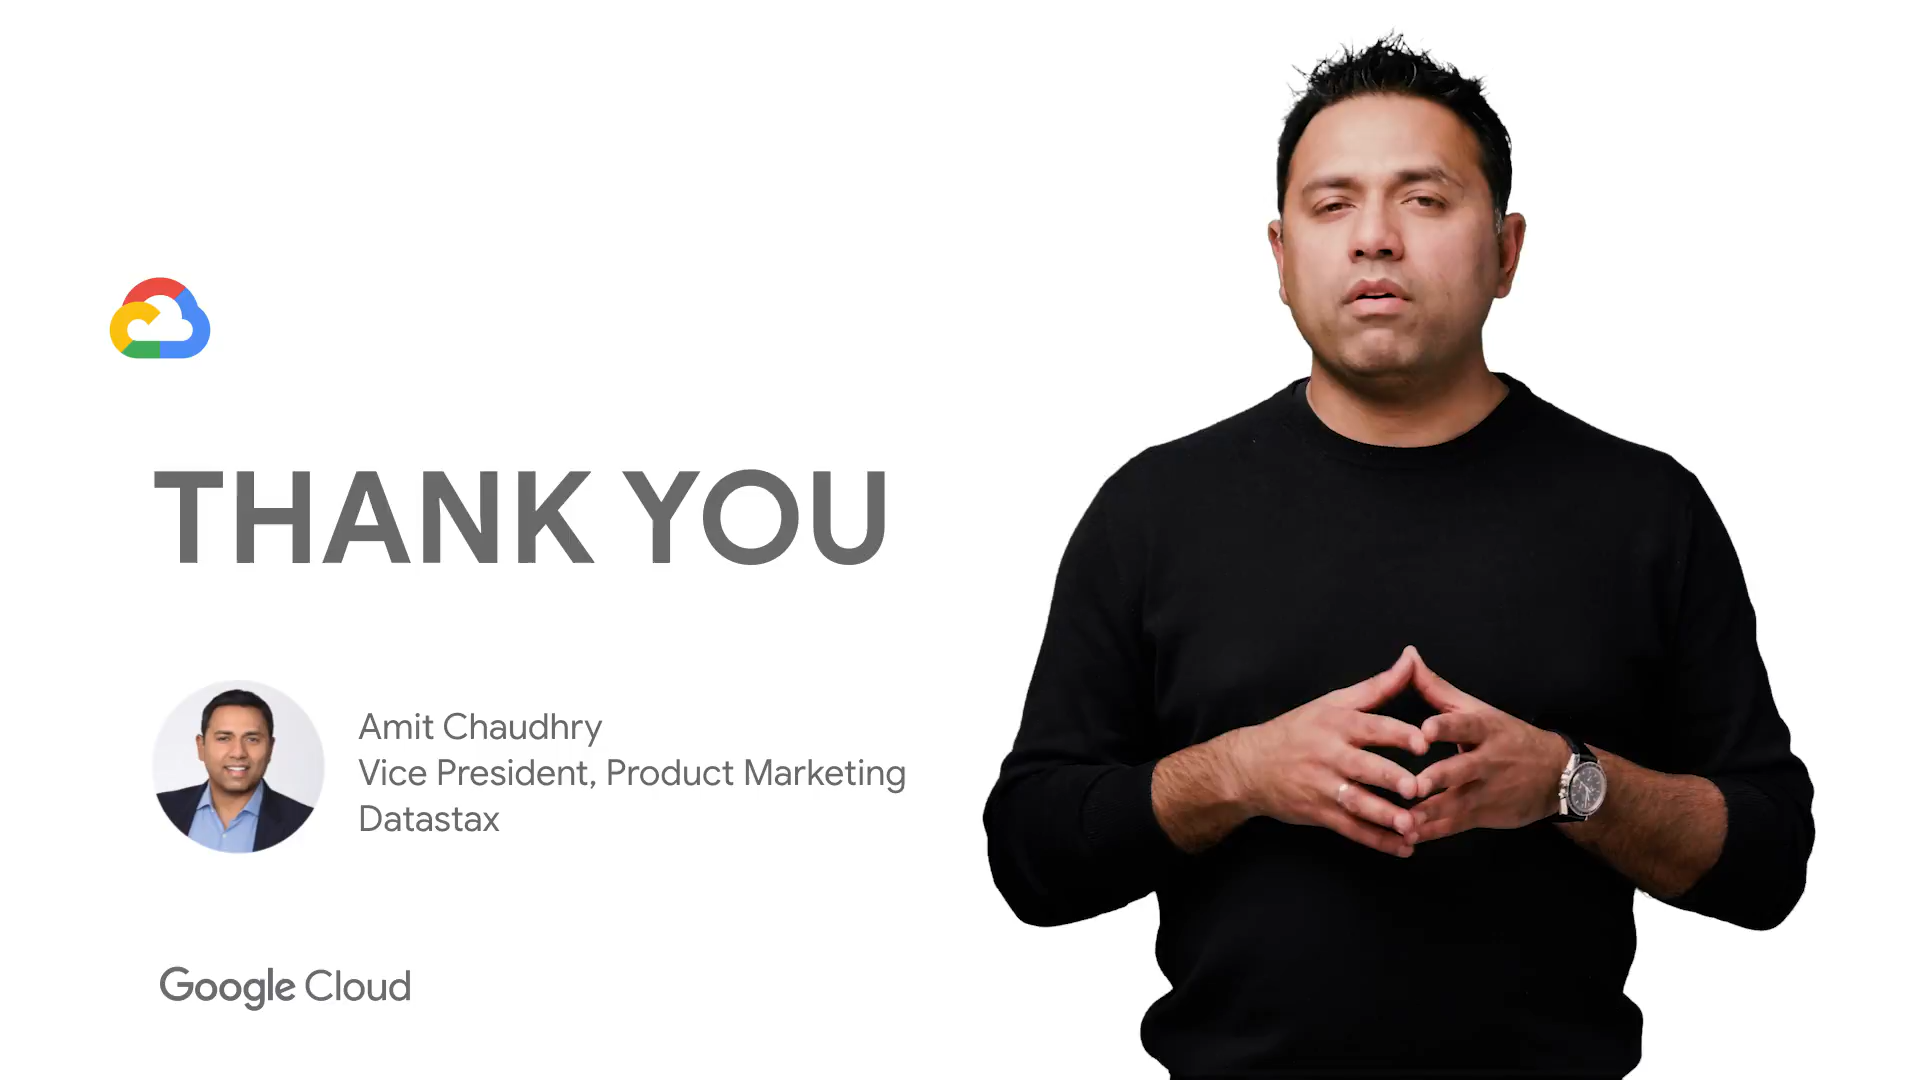 THANK YOU
Amit Chaudhry
Vice President, Product Marketing
Datastax
Google Cloud